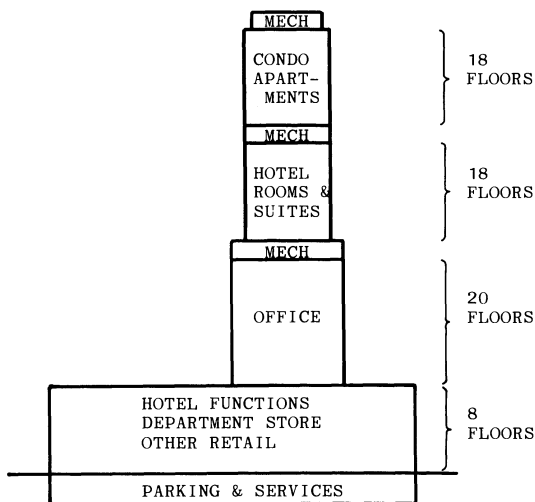 MECH
CONDO
APART-
MENTS
18
FLOORS
MECH
HOTEL
ROOMS &
SUITES
18
FLOORS
MECH
OFFICE
20
FLOORS
HOTEL FUNCTIONS
DEPARTMENT STORE
OTHER RETAIL
8
FLOORS
PARKING & SERVICES